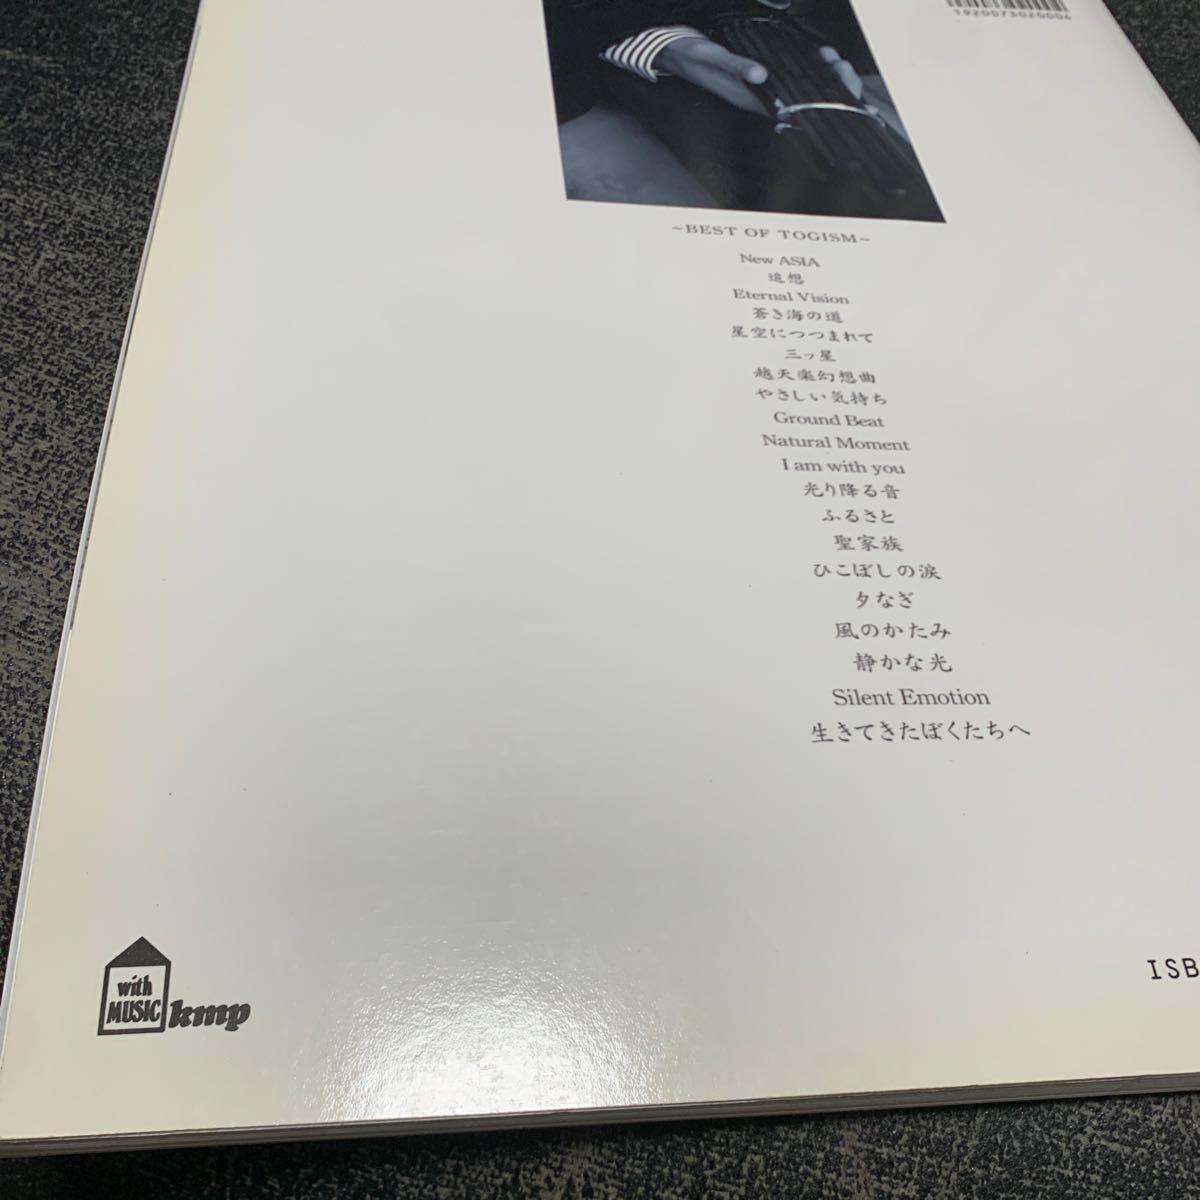 1920073020006
~BEST OF TOGISM~
New ASIA
追想
Eternal Vision
蒼き海の道
星空につつまれて
三ッ星
越天楽幻想曲
やさしい気持ち
Ground Beat
Natural Moment
I am with you
光り降る音
ふるさと
聖家族
ひこぼしの涙
夕なぎ
風のかたみ
静かな光
Silent Emotion
生きてきたぼくたちへ
ISB
with
MUSIC
kmp